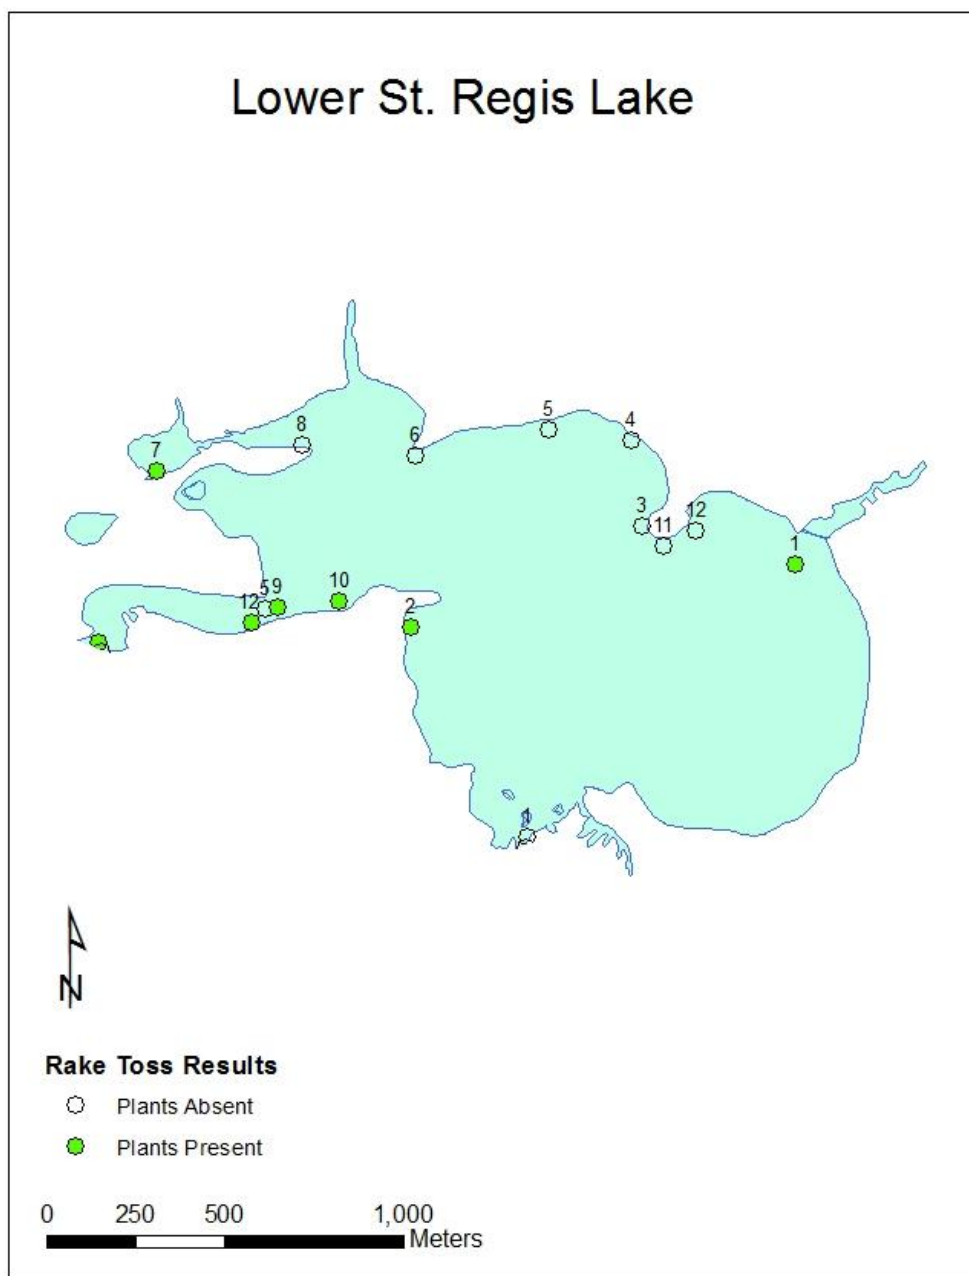 Lower St. Regis Lake
5
4
8
6
7
3
12
11
1
10
5 9
12
2
1
N
Rake Toss Results
Plants Absent
Plants Present
0 250 500 1,000
Meters